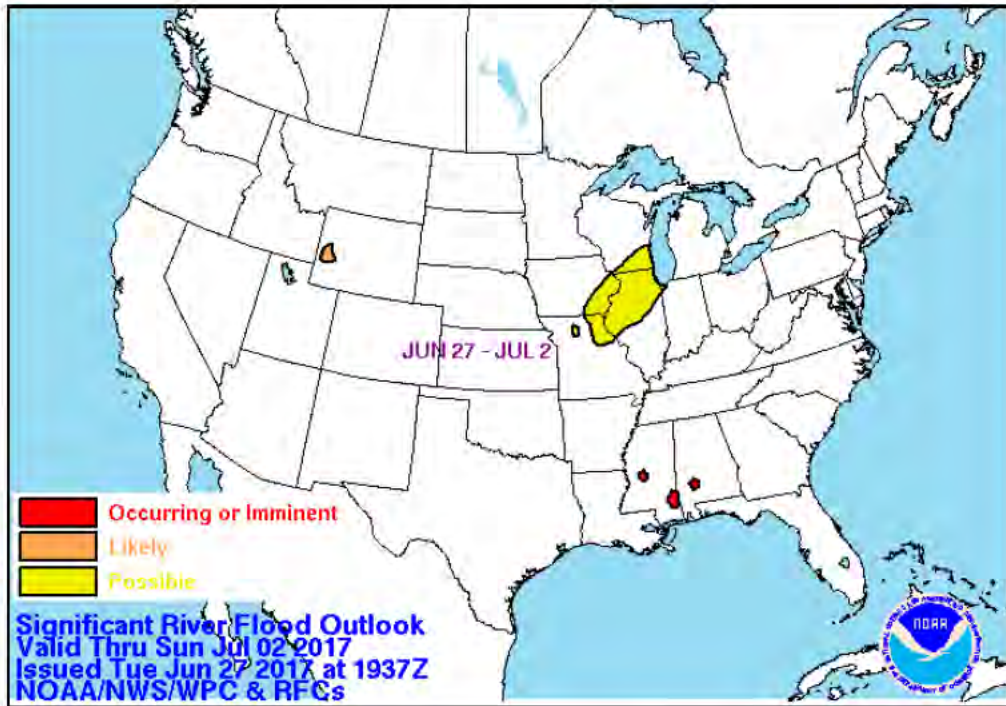 JUN 27 - JUL 2
Occurring or Imminent
Likely
Possible
Significant River Flood Outlook
Valid Thru Sun Jul 02 2017
Issued Tue Jun 27 2017 at 1937Z
NOAA/NWS/WPC & RFCs
NOAA